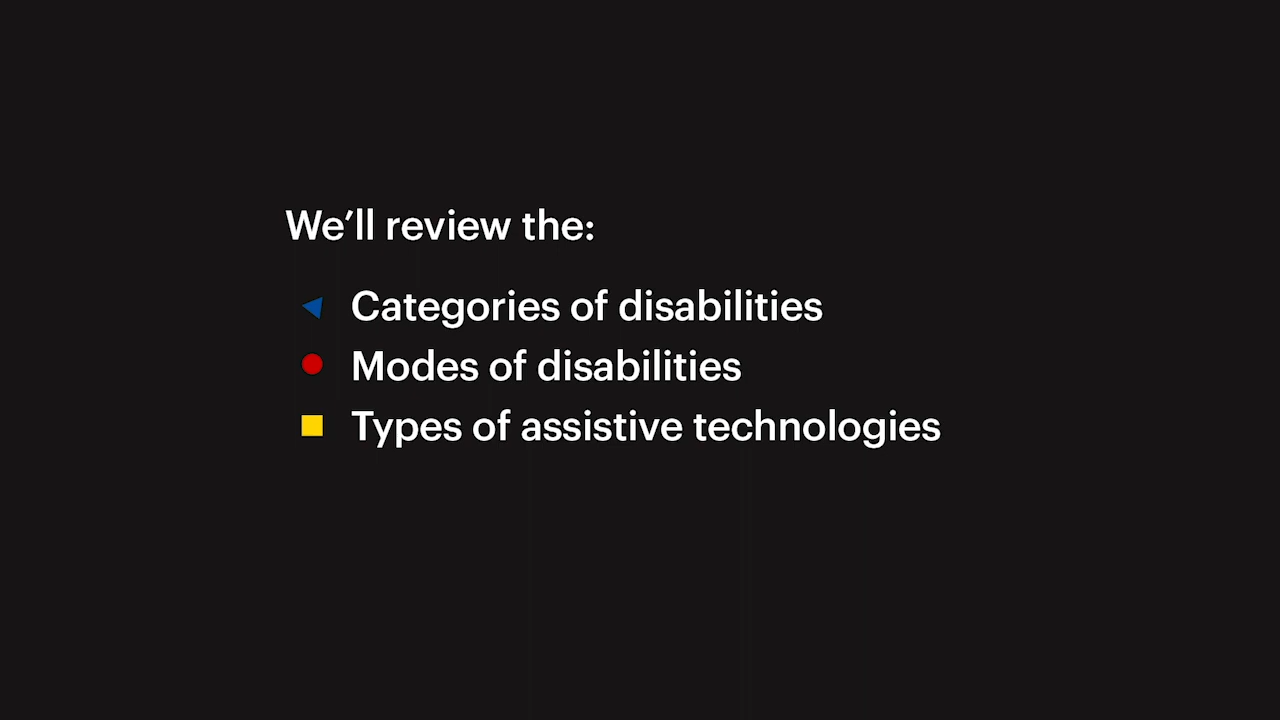 We’ll review the:
Categories of disabilities
Modes of disabilities
Types of assistive technologies